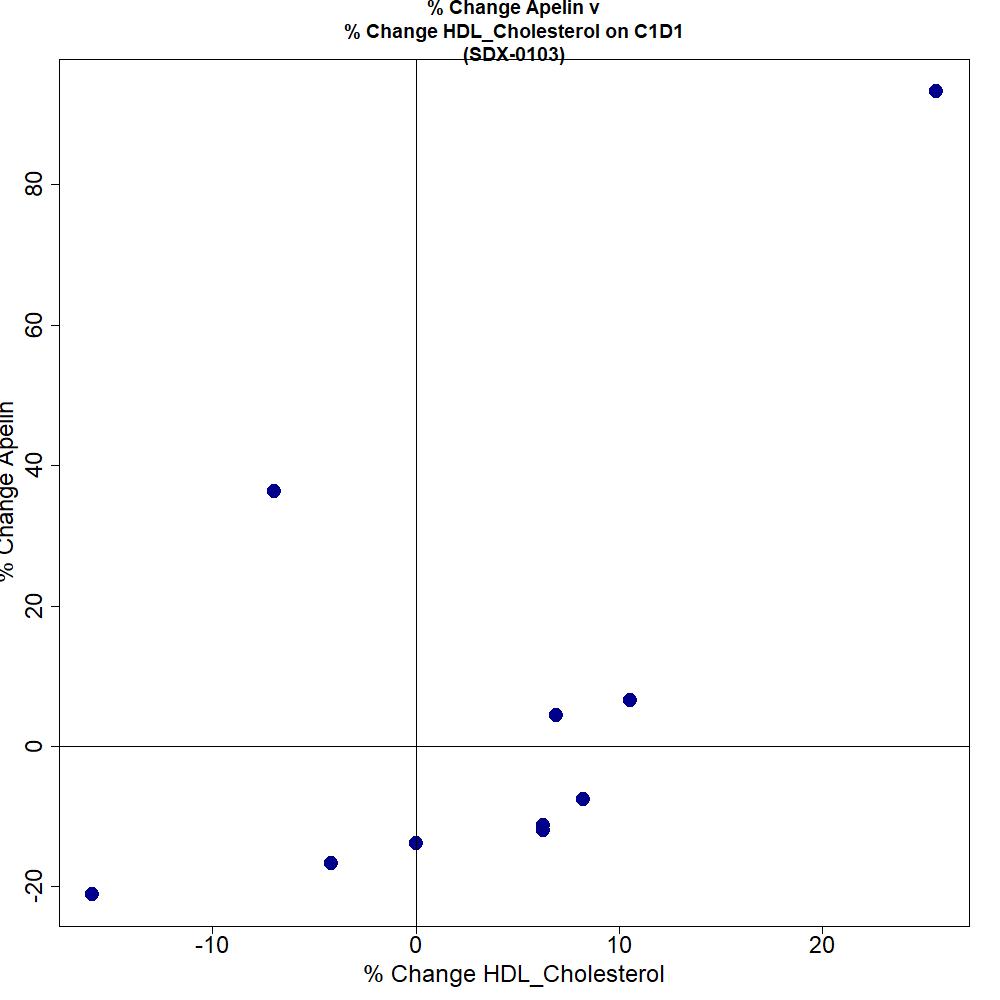 % Change Apelin v
% Change HDL_Cholesterol on C1D1
(SDX-0103)
% Change Apelin
80
60
40
20
0
-20
-10
0
10
20
% Change HDL_Cholesterol